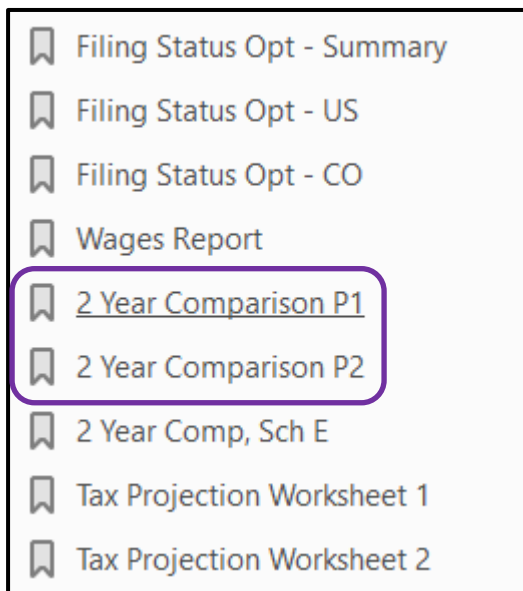 Filing Status Opt - Summary
Filing Status Opt - US
Filing Status Opt - CO
Wages Report
2 Year Comparison P1
2 Year Comparison P2
2 Year Comp, Sch E
Tax Projection Worksheet 1
Tax Projection Worksheet 2